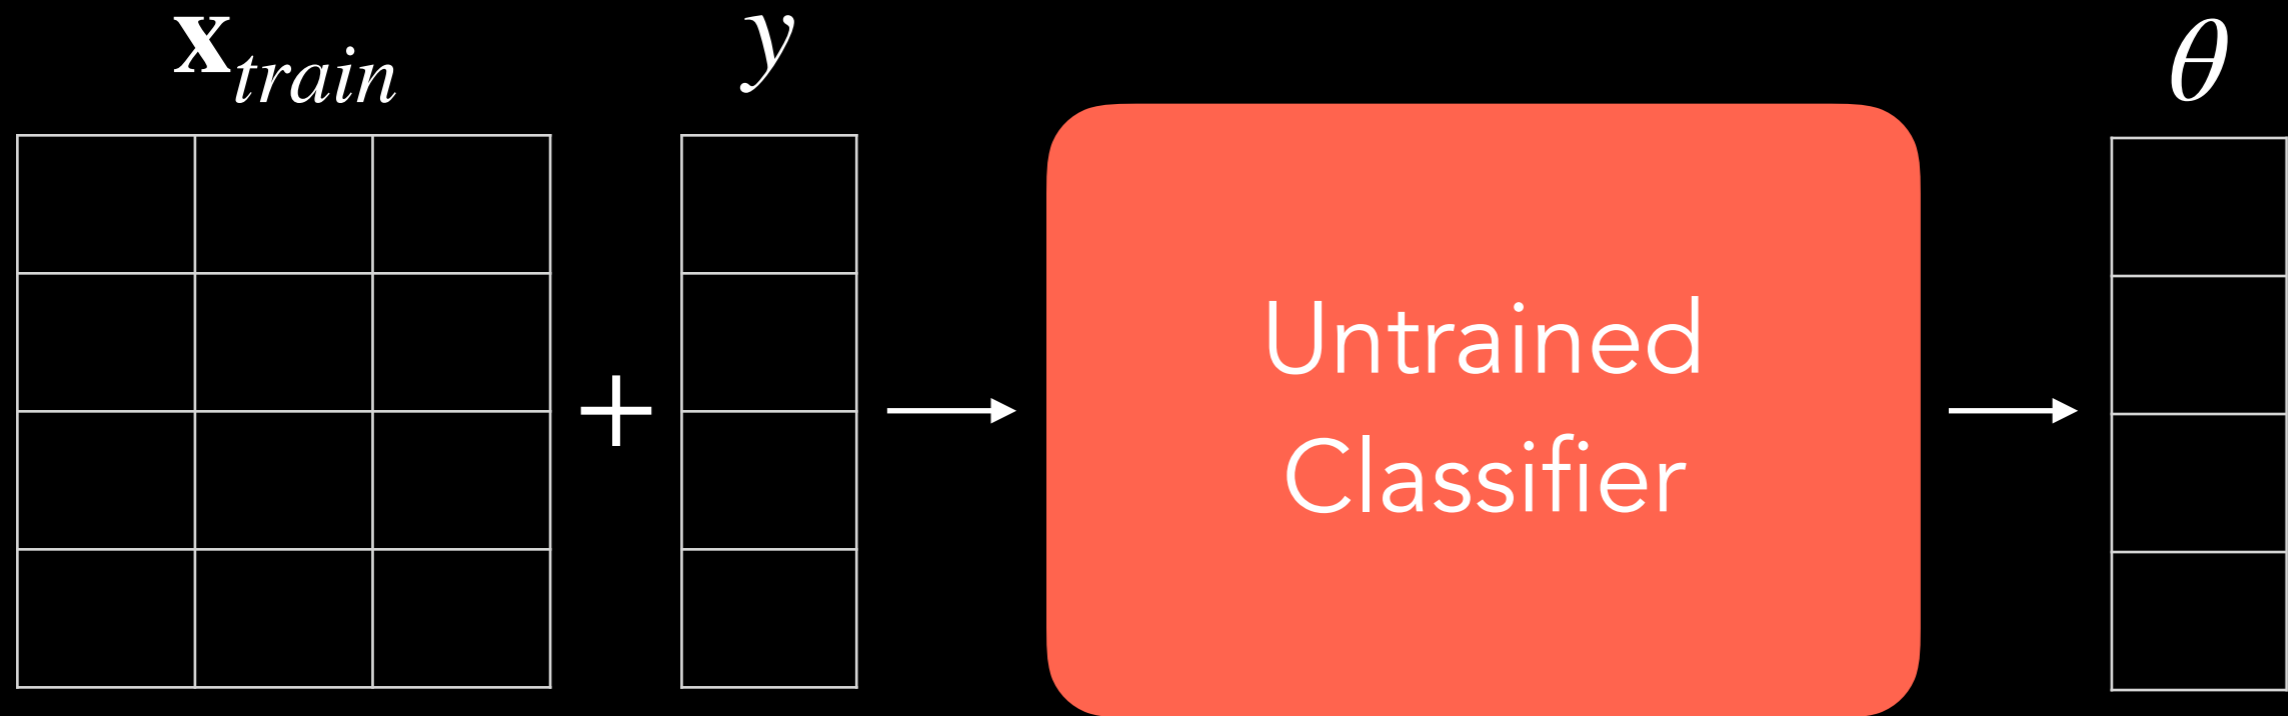 x_train
y
θ
+
Untrained
Classifier